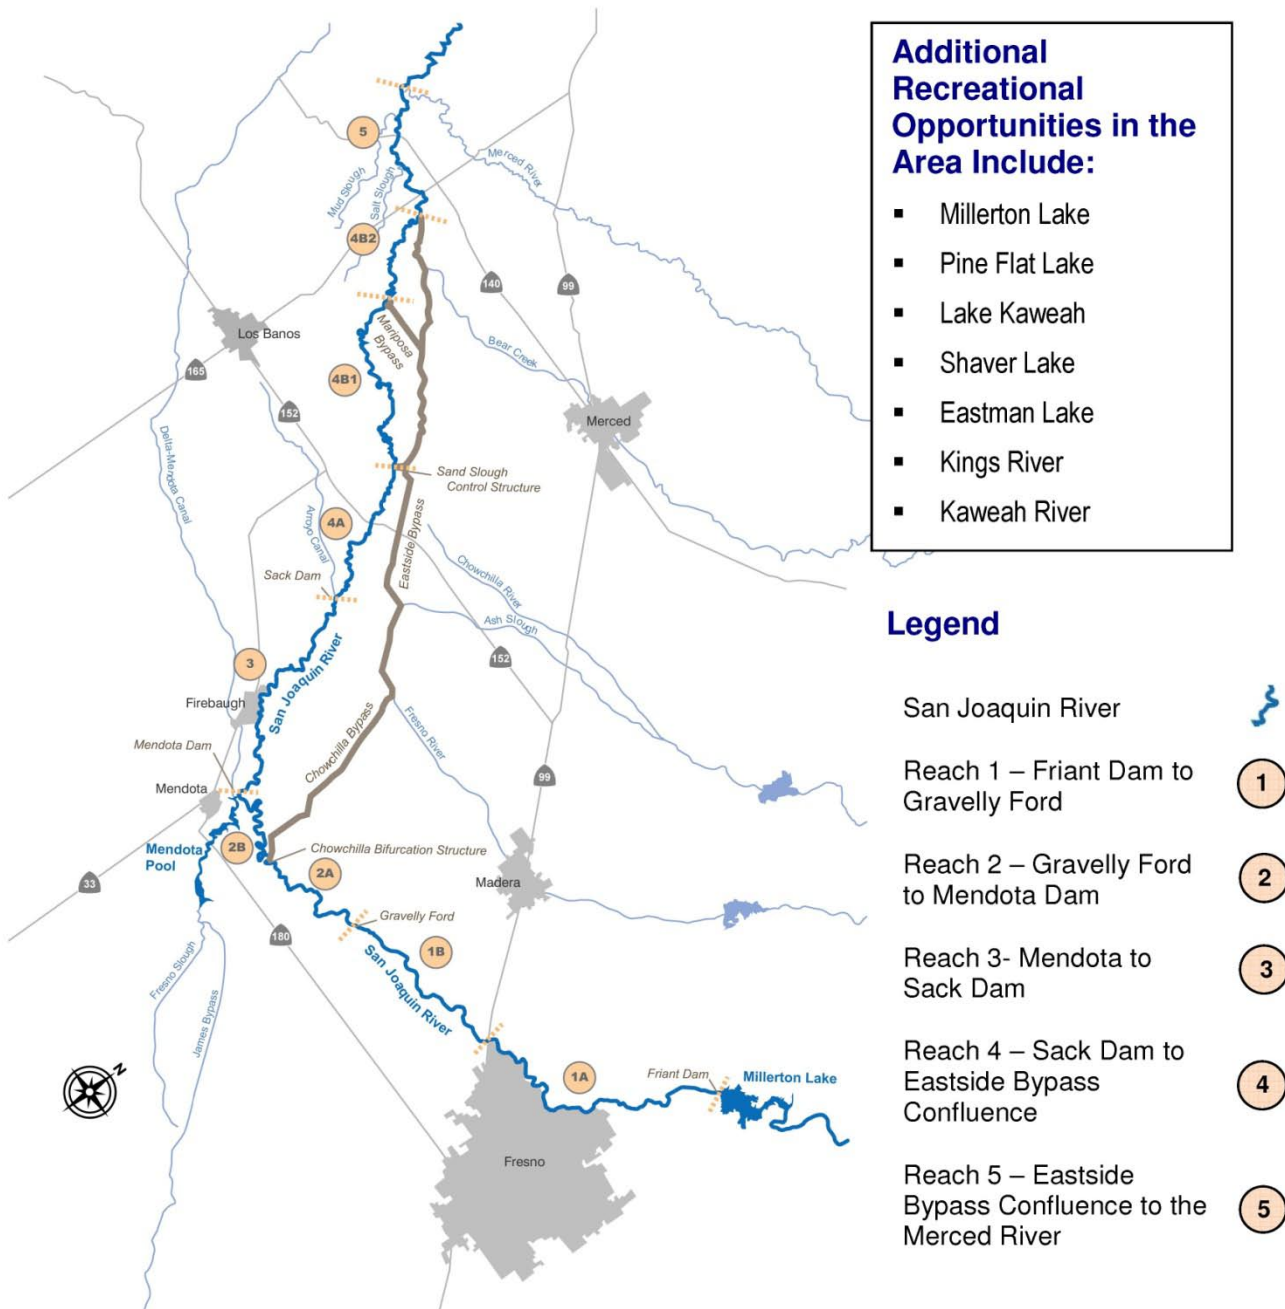 Additional
Recreational
Opportunities in the
Area Include:
▪ Millerton Lake
▪ Pine Flat Lake
▪ Lake Kaweah
▪ Shaver Lake
▪ Eastman Lake
▪ Kings River
▪ Kaweah River
5
Mud Slough
Salt Slough
Merced River
4B2
140
99
Los Banos
Mariposa
Bypass
Bear Creek
165
4B1
152
Merced
Delta-Mendota Canal
Sand Slough
Control Structure
4A
Arroyo Canal
Eastside Bypass
Sack Dam
Chowchilla River
Ash Slough
152
3
San Joaquin River
Firebaugh
Chowchilla Bypass
Fresno River
Mendota Dam
99
Mendota
Mendota
Pool
2B
Chowchilla Bifurcation Structure
2A
33
Madera
Gravelly Ford
180
1B
San Joaquin River
Fresno Slough
James Bypass
N
1A
Friant Dam
Millerton Lake
Fresno
Legend
San Joaquin River
Reach 1 – Friant Dam to
Gravelly Ford
1
Reach 2 – Gravelly Ford
to Mendota Dam
2
Reach 3- Mendota to
Sack Dam
3
Reach 4 – Sack Dam to
Eastside Bypass
Confluence
4
Reach 5 – Eastside
Bypass Confluence to the
Merced River
5